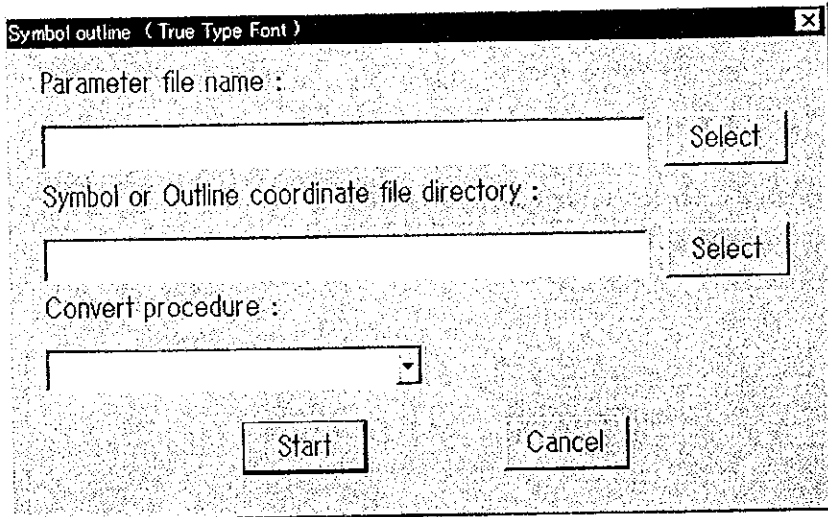 Symbol outline ( True Type Font )
Parameter file name :
Select
Symbol or Outline coordinate file directory :
Select
Convert procedure :
Start
Cancel